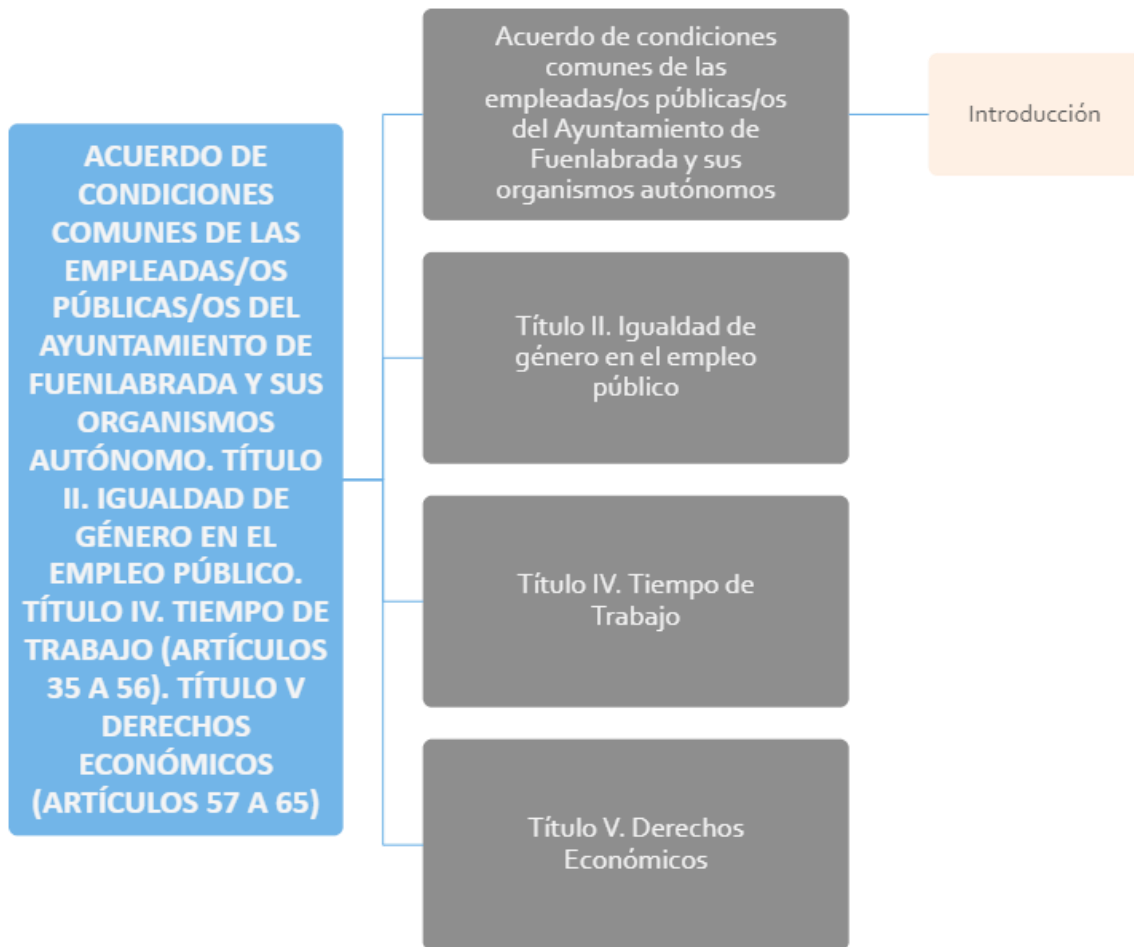 ACUERDO DE
CONDICIONES
COMUNES DE LAS
EMPLEADAS/OS
PÚBLICAS/OS DEL
AYUNTAMIENTO DE
FUENLABRADA Y SUS
ORGANISMOS
AUTÓNOMO. TÍTULO
II. IGUALDAD DE
GÉNERO EN EL
EMPLEO PÚBLICO.
TÍTULO IV. TIEMPO DE
TRABAJO (ARTÍCULOS
35 A 56). TÍTULO V
DERECHOS
ECONÓMICOS
(ARTÍCULOS 57 A 65)
Acuerdo de condiciones
comunes de las
empleadas/os públicas/os
del Ayuntamiento de
Fuenlabrada y sus
organismos autónomos
Introducción
Título II. Igualdad de
género en el empleo
público
Título IV. Tiempo de
Trabajo
Título V. Derechos
Económicos